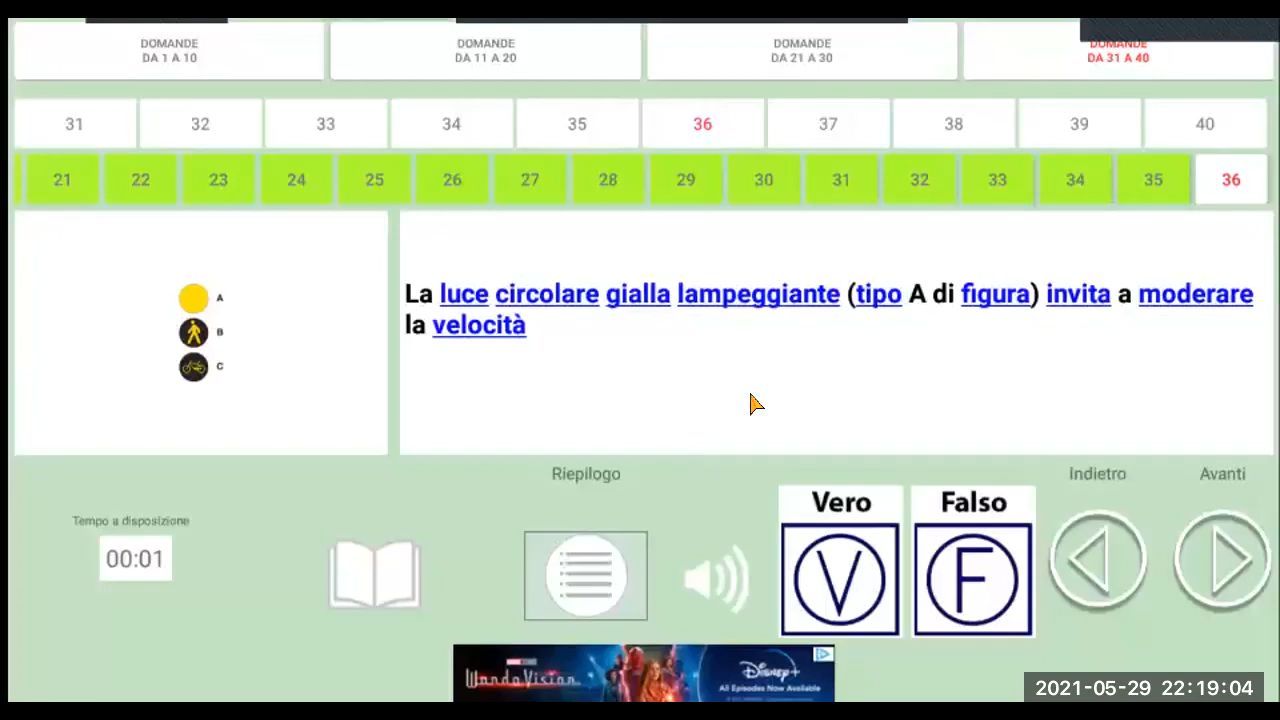 DOMANDE
DA 1 A 10
DOMANDE
DA 11 A 20
DOMANDE
DA 21 A 30
DOMANDE
DA 31 A 40
31 32 33 34 35 36 37 38 39 40
21 22 23 24 25 26 27 28 29 30 31 32 33 34 35 36
A
B
C
La luce circolare gialla lampeggiante (tipo A di figura) invita a moderare
la velocità
Riepilogo
Indietro
Avanti
Vero
Falso
V
F
Tempo a disposizione
00:01
WandaVision
Disney+
All Episodes Now Available
2021-05-29 22:19:04